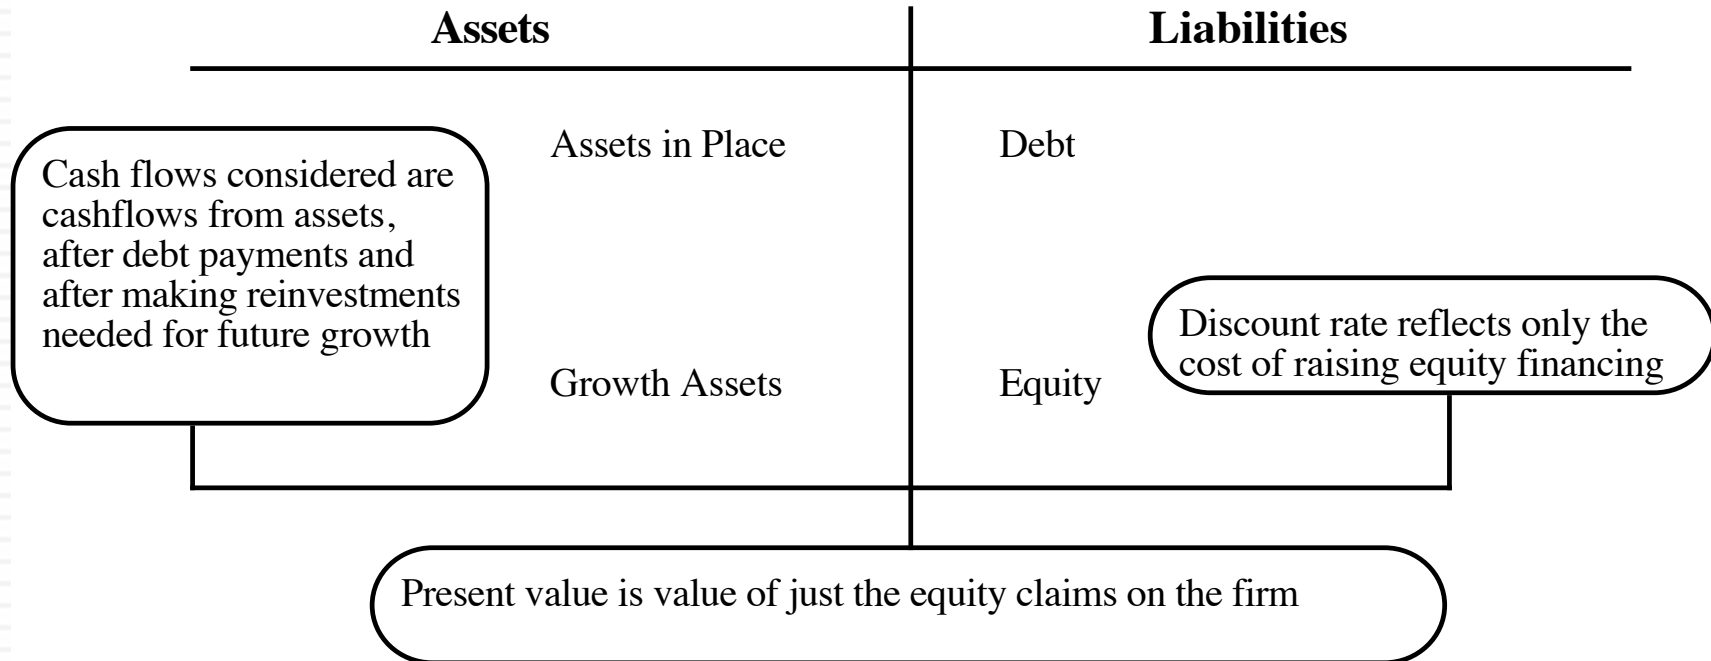 Assets
Liabilities
Assets in Place
Debt
Cash flows considered are
cashflows from assets,
after debt payments and
after making reinvestments
needed for future growth
Discount rate reflects only the
cost of raising equity financing
Growth Assets
Equity
Present value is value of just the equity claims on the firm